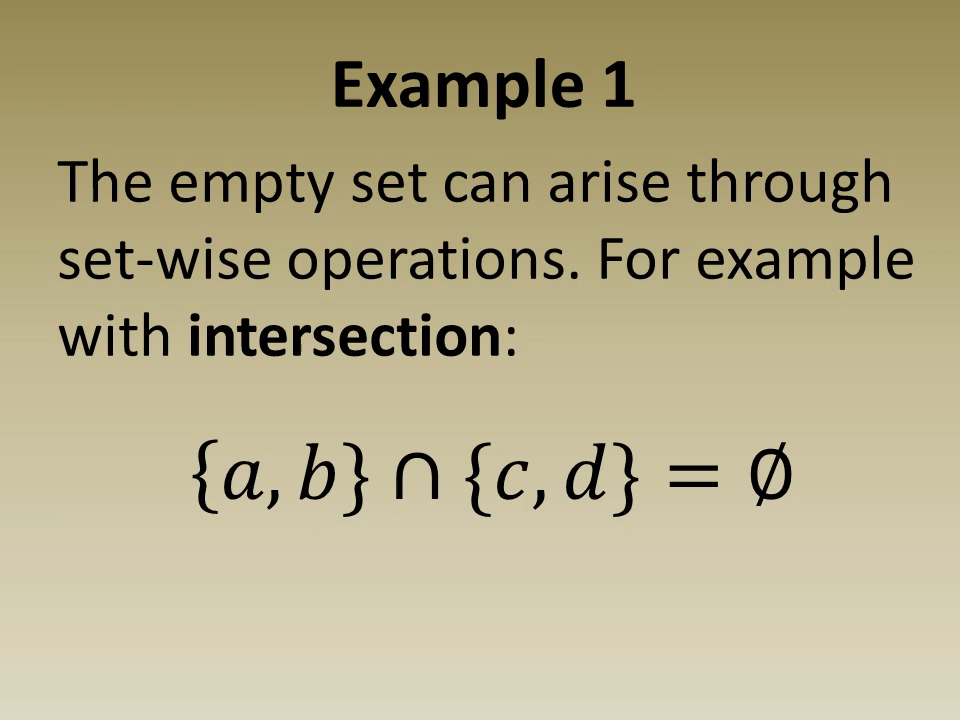 Example 1
The empty set can arise through
set-wise operations. For example
with intersection:
{a, b} ∩ {c, d} = ∅